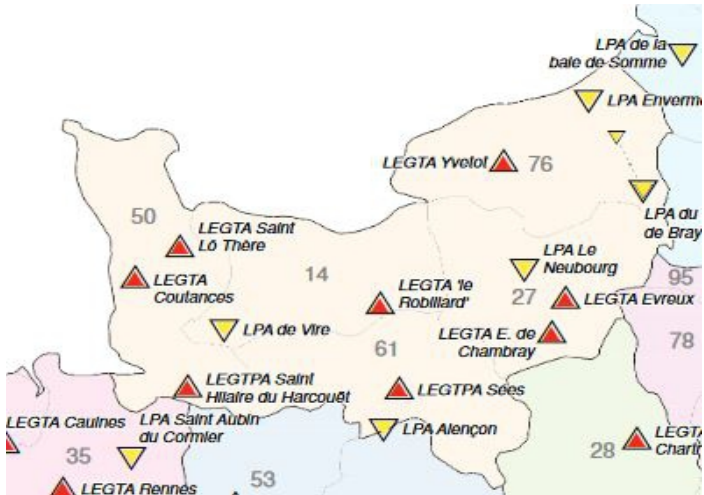 LPA de la
baie de Somme
LPA Enverme
LEGTA Yvetot
76
LPA du
de Bray
50
LEGTA Saint
Lô Thère
LEGTA
Coutances
14
LPA Le
Neubourg
95
LEGTA 'le
Robillard'
27
LEGTA Evreux
LPA de Vire
LEGTA E. de
Chambray
78
61
LEGTPA Saint
Hilaire du Harcouët
LEGTPA Sées
LEGTA Caulnes
LPA Saint Aubin
du Cormier
LPA Alençon
LEGTA
Chartr
28
35
53
LEGTA Rennes